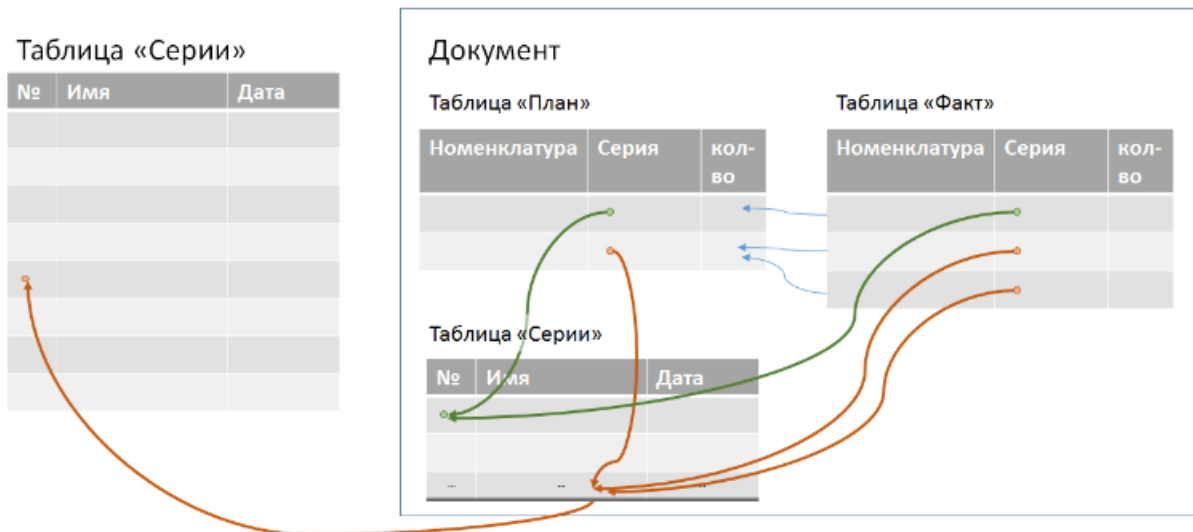 Таблица «Серии»
№ Имя Дата
Документ
Таблица «План»
Номенклатура Серия кол-
во
Таблица «Факт»
Номенклатура Серия кол-
во
Таблица «Серии»
№ Имя Дата
... .. ..